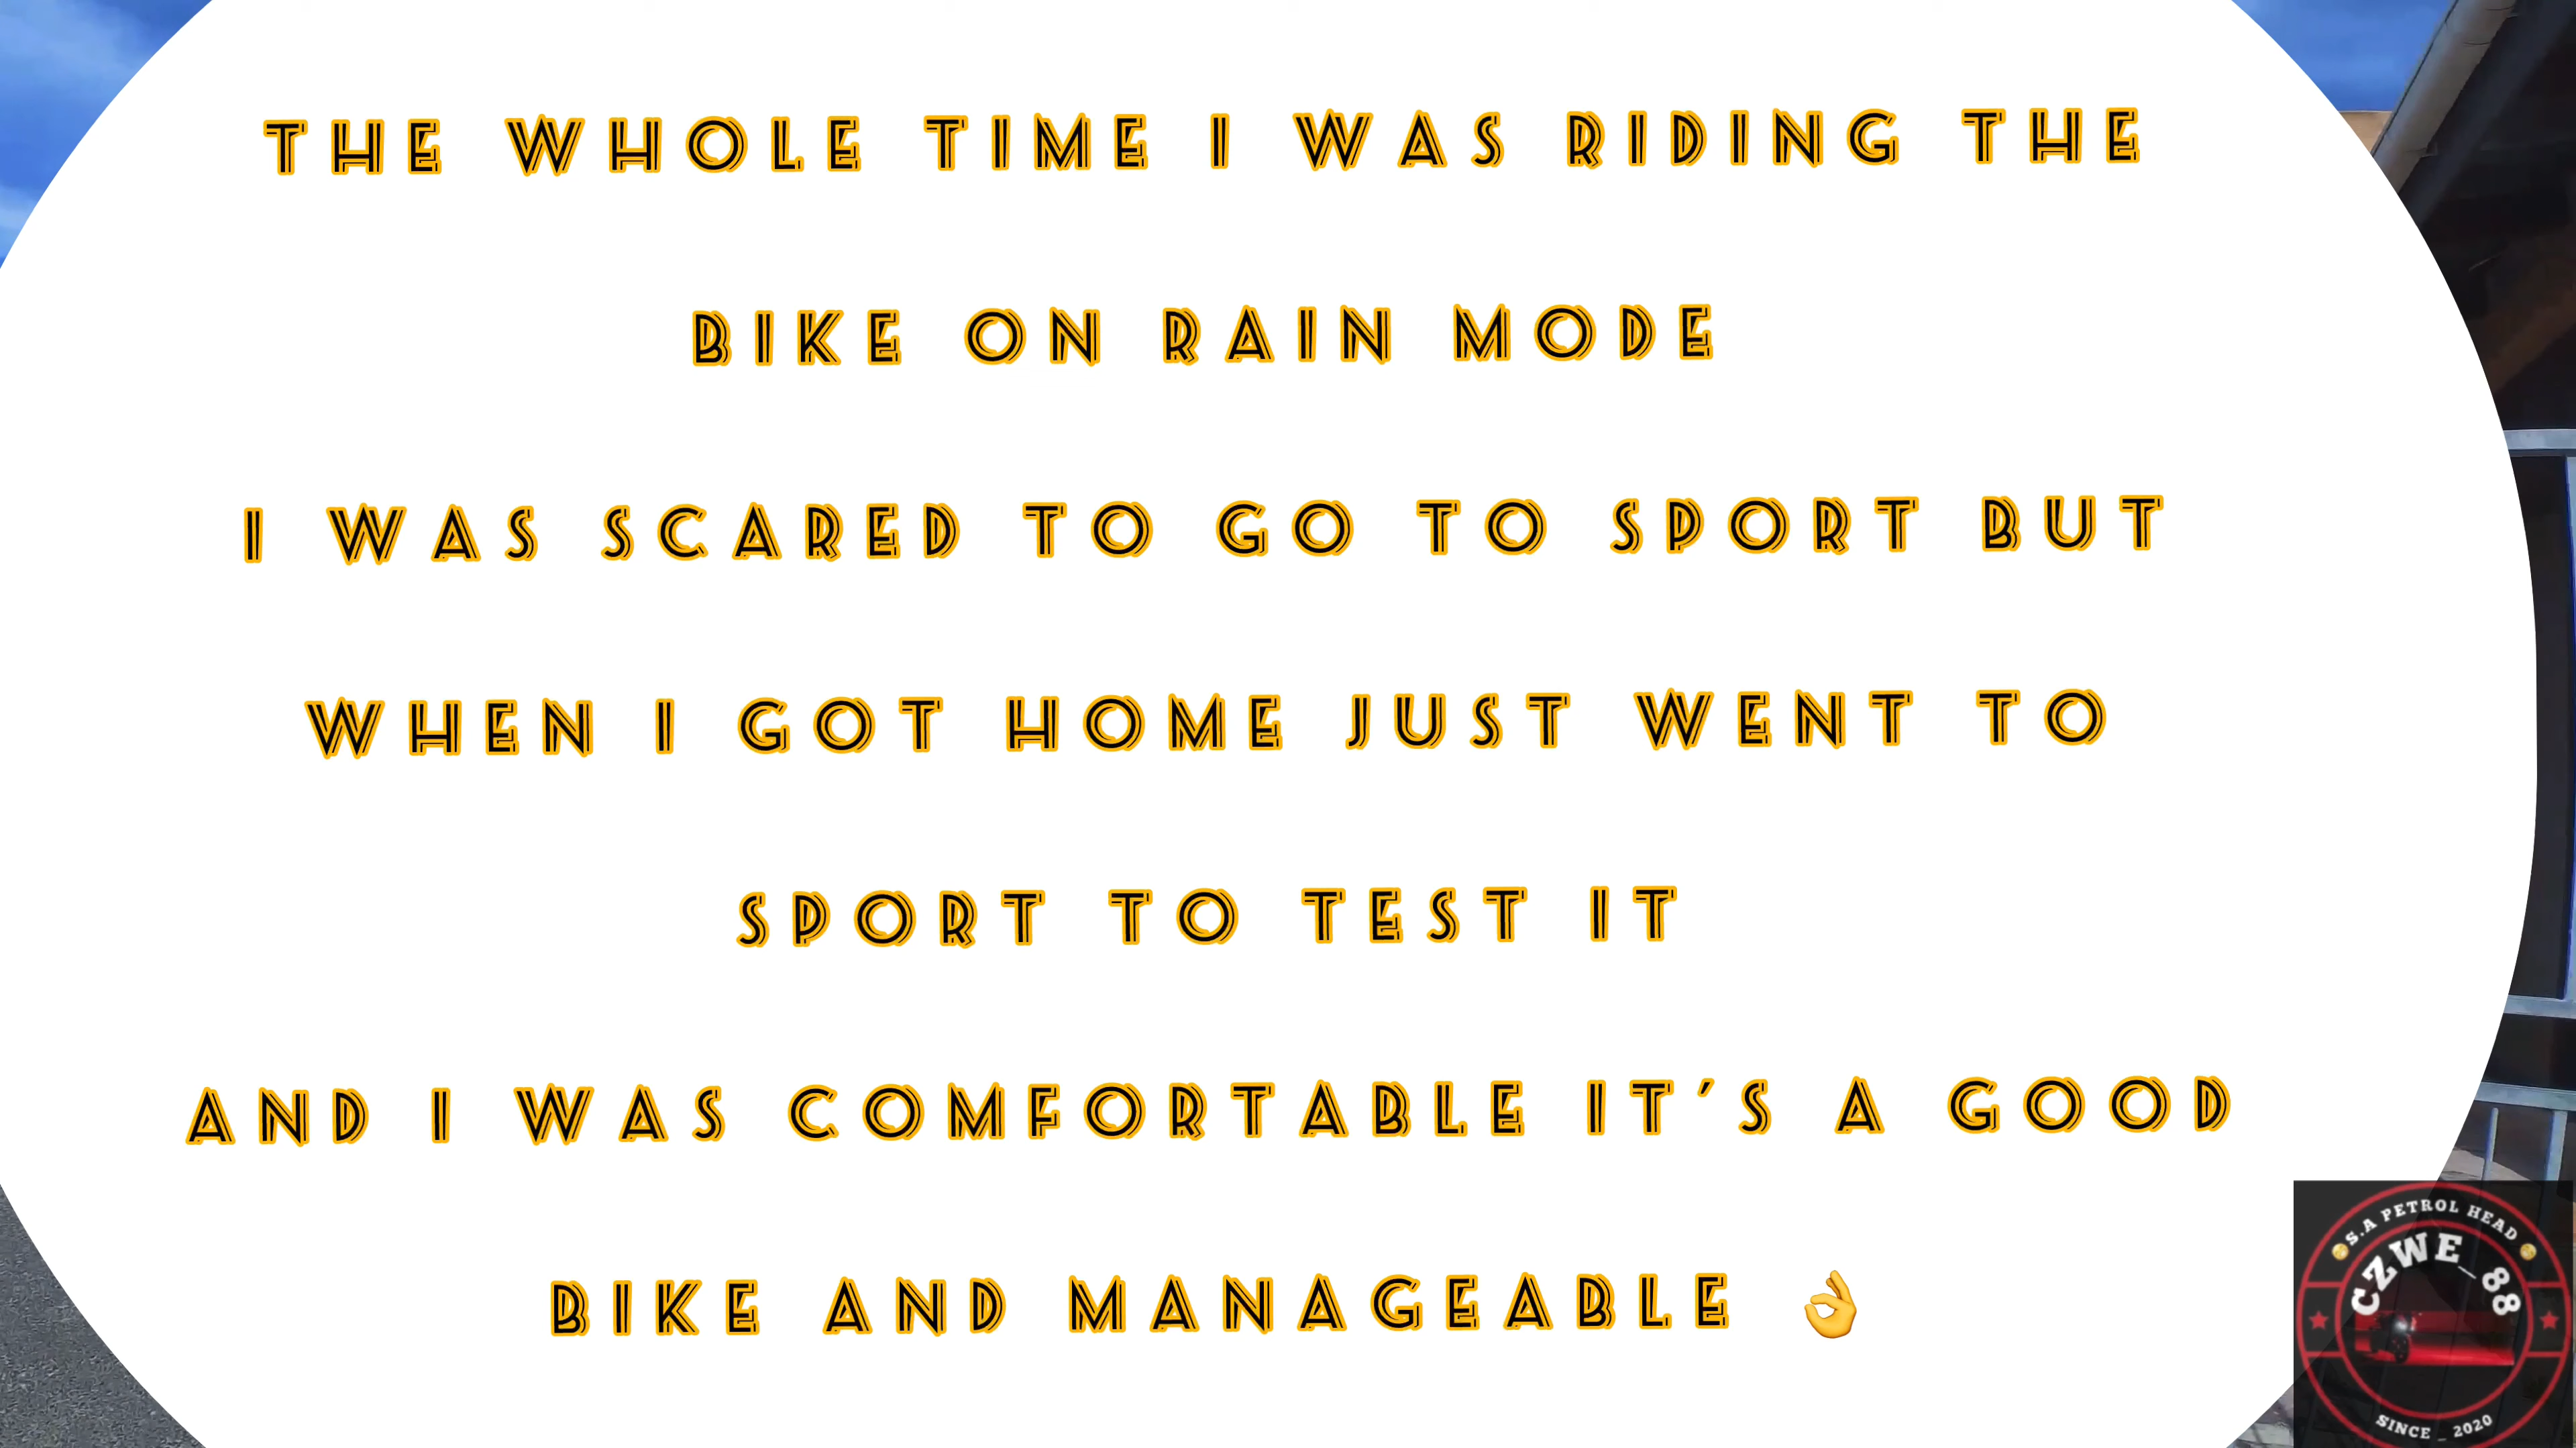 THE WHOLE TIME I WAS RIDING THE
BIKE ON RAIN MODE
I WAS SCARED TO GO TO SPORT BUT
WHEN I GOT HOME JUST WENT TO
SPORT TO TEST IT
AND I WAS COMFORTABLE IT'S A GOOD
BIKE AND MANAGEABLE 👌
S.A PETROL HEAD
CZWE_88
SINCE_2020